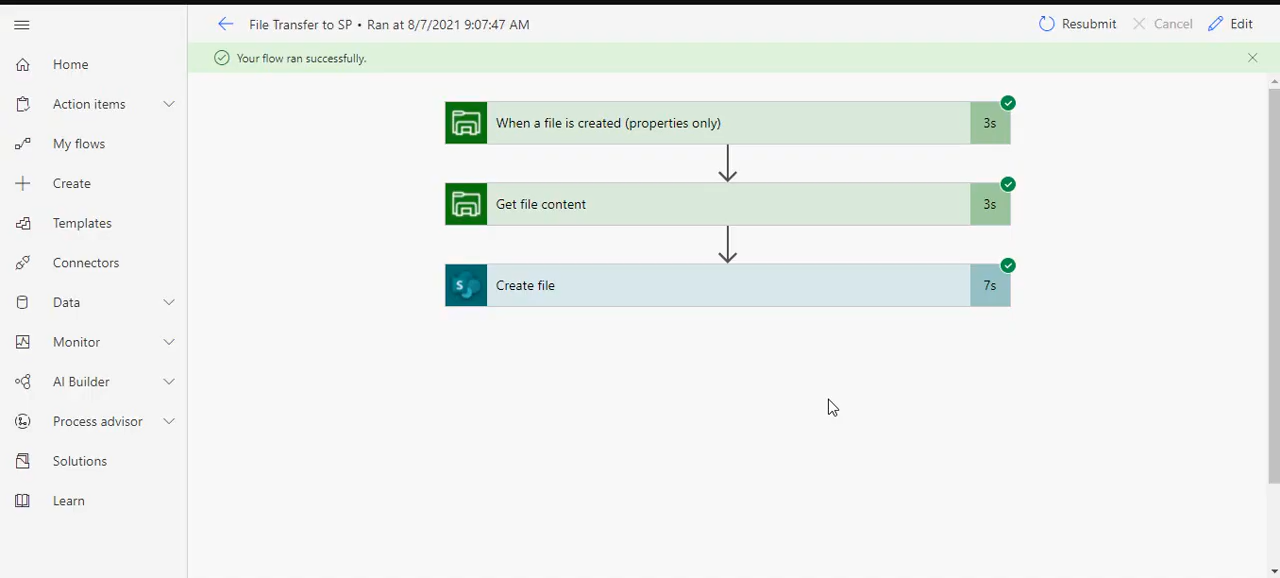 File Transfer to SP • Ran at 8/7/2021 9:07:47 AM
Resubmit
Cancel
Edit
Your flow ran successfully.
Home
Action items
My flows
Create
Templates
Connectors
Data
Monitor
AI Builder
Process advisor
Solutions
Learn
When a file is created (properties only)
3s
Get file content
3s
S
Create file
7s